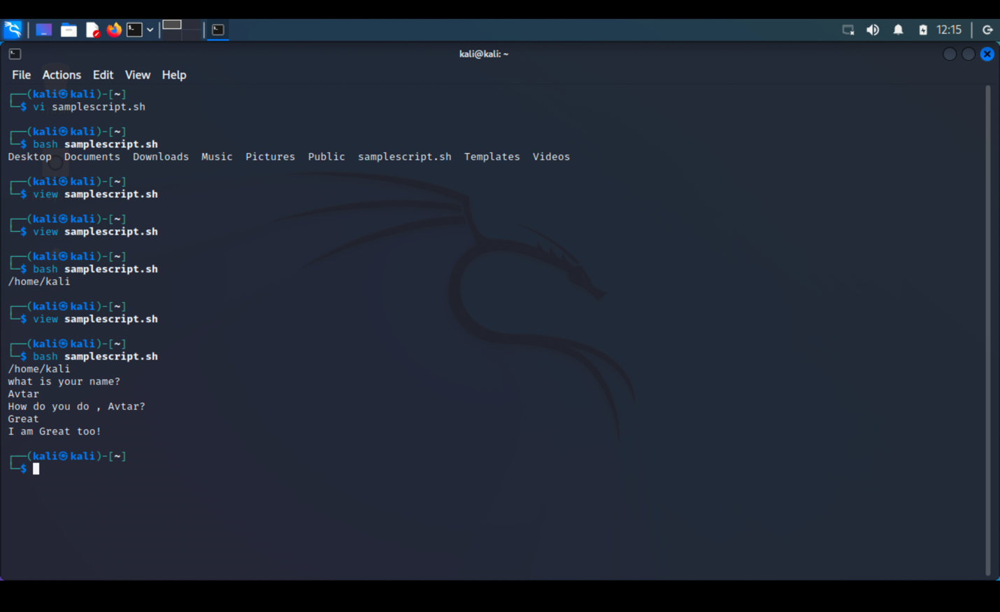 12:15
kali@kali: ~
File Actions Edit View Help
┌──(kali㉿kali)-[~]
└─$ vi samplescript.sh
┌──(kali㉿kali)-[~]
└─$ bash samplescript.sh
Desktop Documents Downloads Music Pictures Public samplescript.sh Templates Videos
┌──(kali㉿kali)-[~]
└─$ view samplescript.sh
┌──(kali㉿kali)-[~]
└─$ view samplescript.sh
┌──(kali㉿kali)-[~]
└─$ bash samplescript.sh
/home/kali
┌──(kali㉿kali)-[~]
└─$ view samplescript.sh
┌──(kali㉿kali)-[~]
└─$ bash samplescript.sh
/home/kali
what is your name?
Avtar
How do you do , Avtar?
Great
I am Great too!
┌──(kali㉿kali)-[~]
└─$